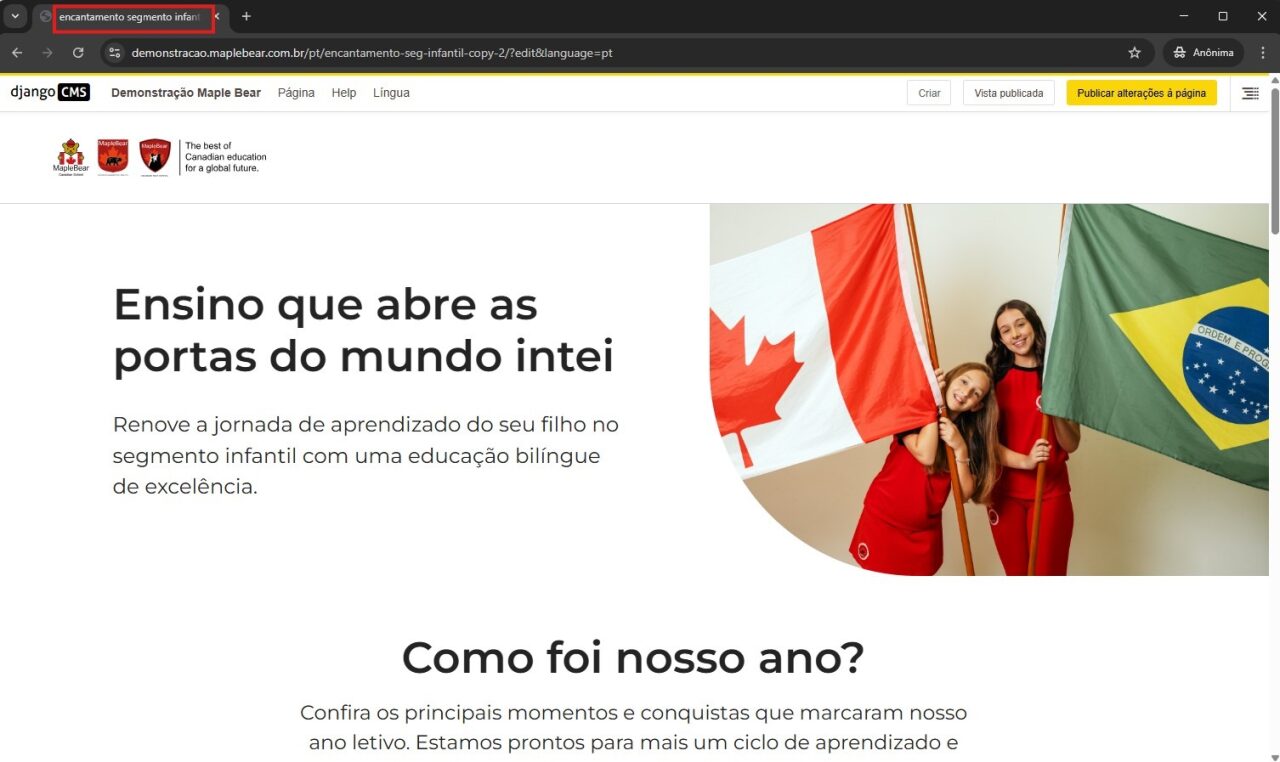 encantamento segmento infant
demonstracao.maplebear.com.br/pt/encantamento-seg-infantil-copy-2/?edit&language=pt
Anônima
django CMS
Demonstração Maple Bear Página Help Língua
Criar Vista publicada Publicar alterações à página
MapleBear
MapleBear
MapleBear
The best of
Canadian education
for a global future.
Ensino que abre as
portas do mundo intei
Renove a jornada de aprendizado do seu filho no
segmento infantil com uma educação bilíngue
de excelência.
ORDEM E PROG
Como foi nosso ano?
Confira os principais momentos e conquistas que marcaram nosso
ano letivo. Estamos prontos para mais um ciclo de aprendizado e